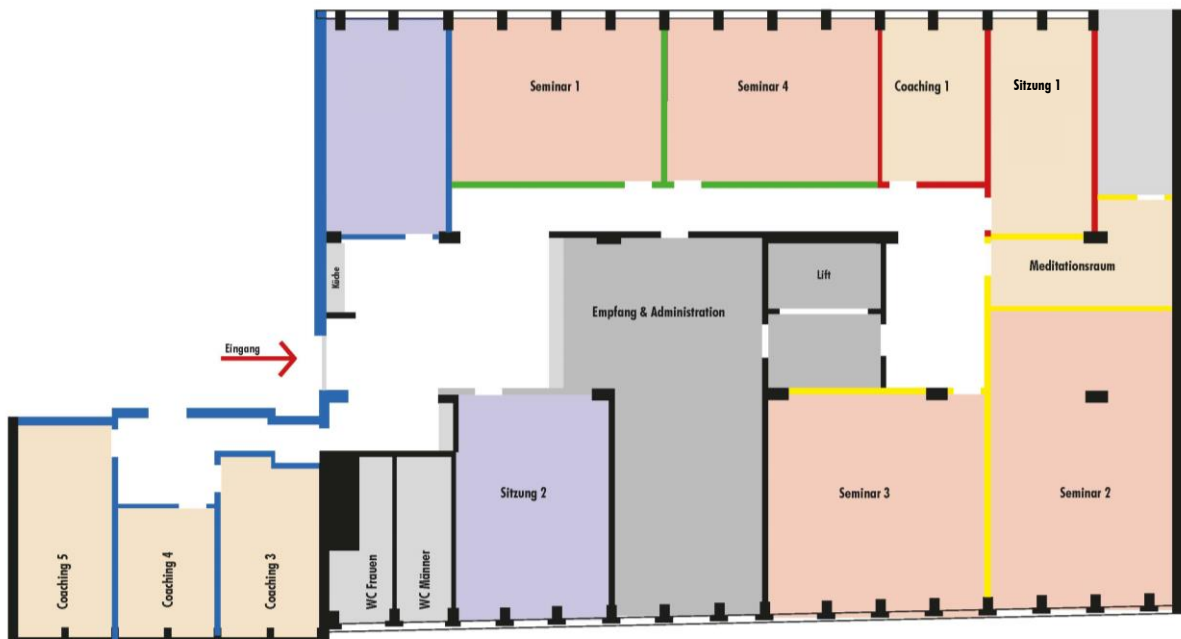 Seminar 1
Seminar 4
Coaching 1
Sitzung 1
Küche
Empfang & Administration
Lift
Meditationsraum
Eingang
Coaching 5
Coaching 4
Coaching 3
WC Frauen
WC Männer
Sitzung 2
Seminar 3
Seminar 2